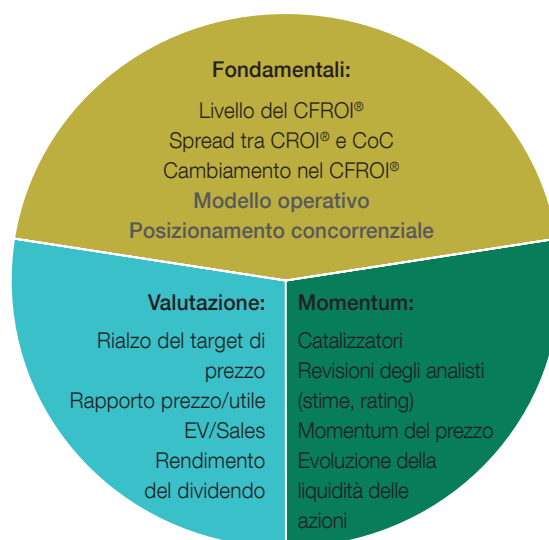 Fondamentali:
Livello del CFROI®
Spread tra CROI® e CoC
Cambiamento nel CFROI®
Modello operativo
Posizionamento concorrenziale
Valutazione:
Rialzo del target di
prezzo
Rapporto prezzo/utile
EV/Sales
Rendimento
del dividendo
Momentum:
Catalizzatori
Revisioni degli analisti
(stime, rating)
Momentum del prezzo
Evoluzione della
liquidità delle
azioni